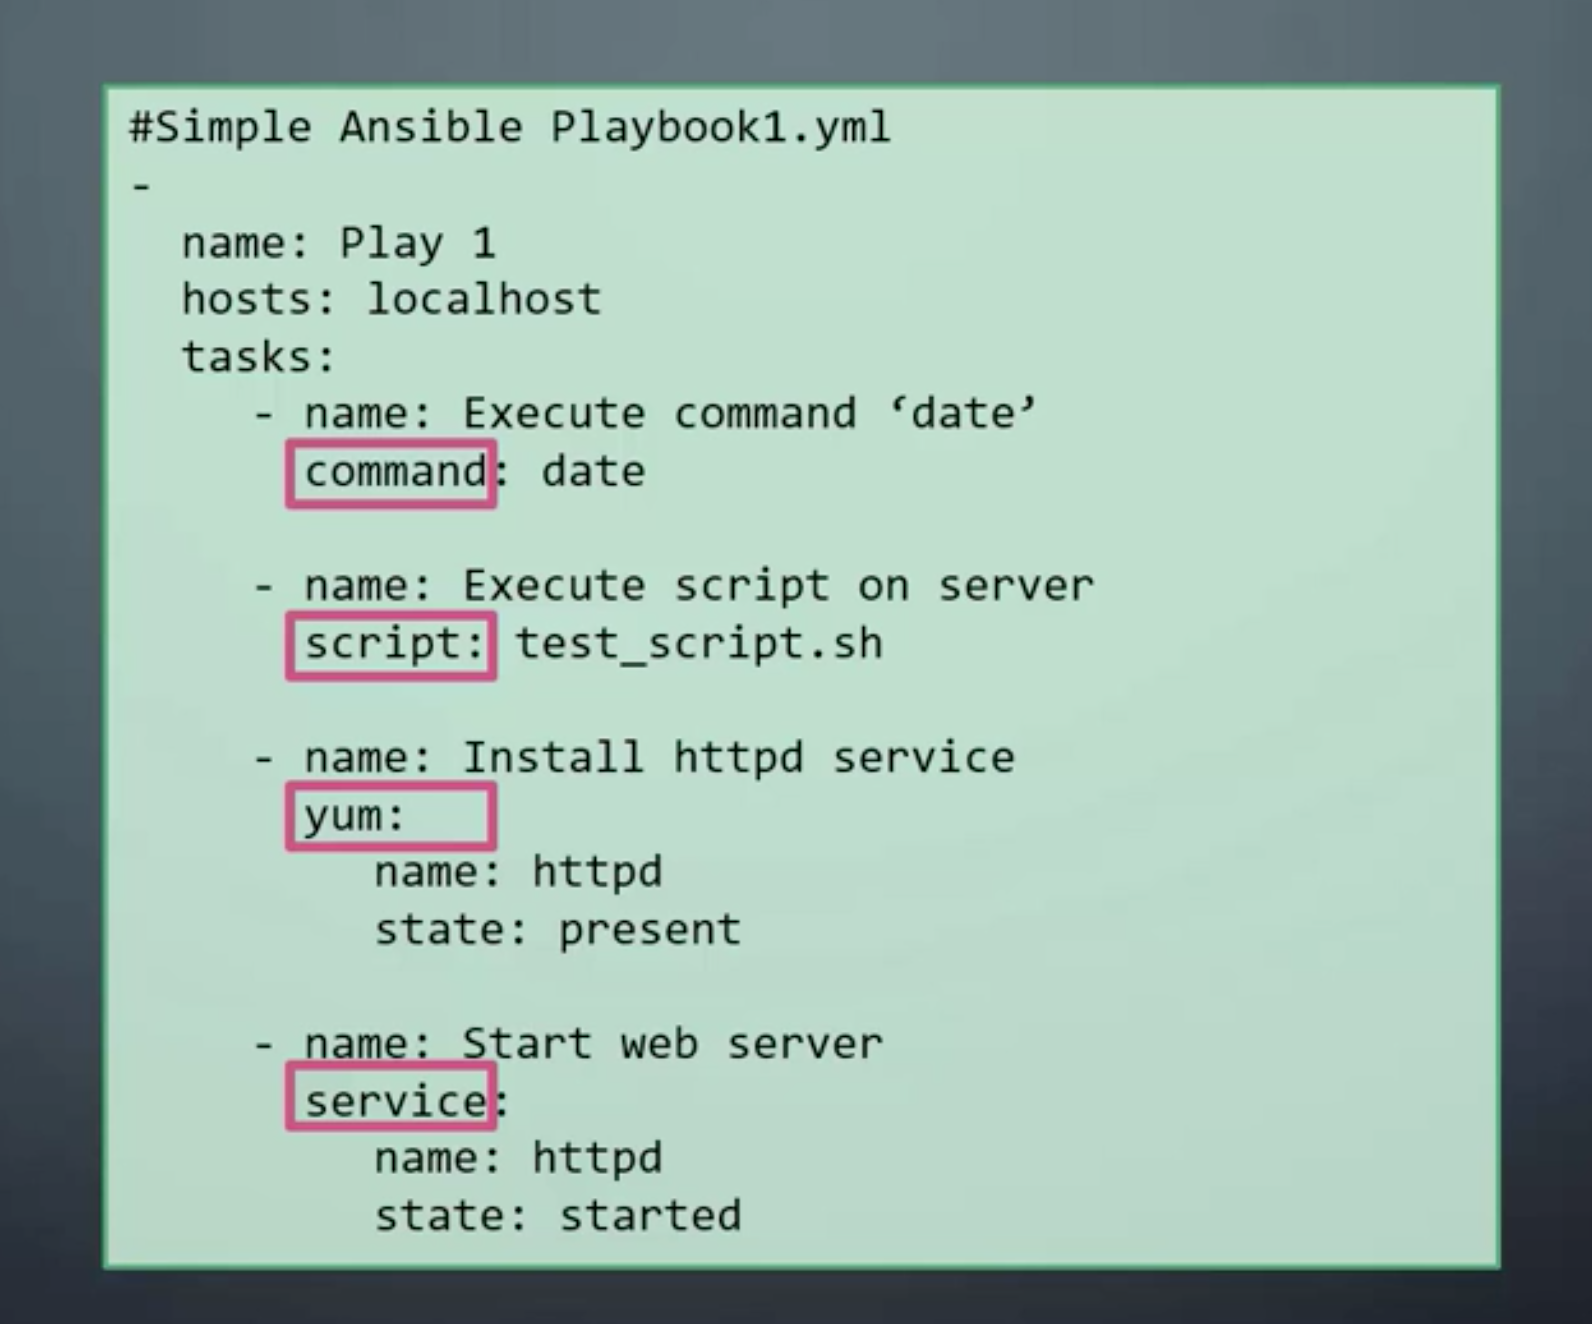 #Simple Ansible Playbook1.yml
-
  name: Play 1
  hosts: localhost
  tasks:
     - name: Execute command ‘date’
       command: date

     - name: Execute script on server
       script: test_script.sh

     - name: Install httpd service
       yum:
          name: httpd
          state: present

     - name: Start web server
       service:
          name: httpd
          state: started